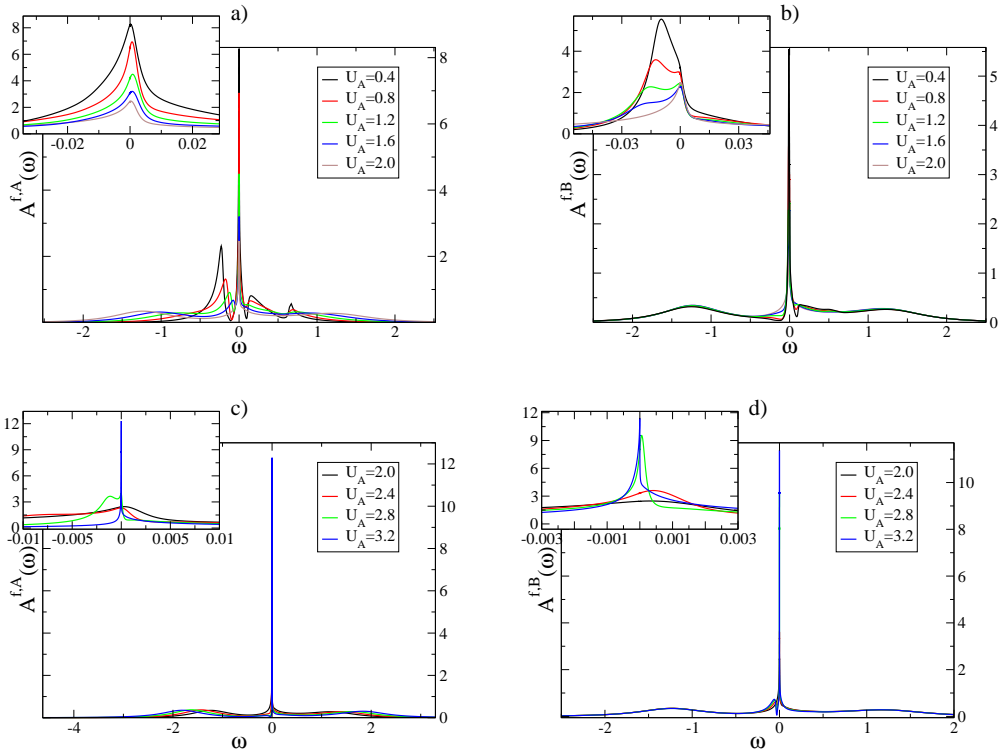 a)
8
6
4
2
0
-0.02
0
0.02
U_A=0.4
U_A=0.8
U_A=1.2
U_A=1.6
U_A=2.0
8
6
4
2
-2
-1
0
1
2
A^{f,A}(ω)
ω
b)
4
2
0
-0.03
0
0.03
U_A=0.4
U_A=0.8
U_A=1.2
U_A=1.6
U_A=2.0
5
4
3
2
1
0
-2
-1
0
1
2
A^{f,B}(ω)
ω
c)
12
9
6
3
0
-0.01
-0.005
0
0.005
0.01
U_A=2.0
U_A=2.4
U_A=2.8
U_A=3.2
12
10
8
6
4
2
0
-4
-2
0
2
A^{f,A}(ω)
ω
d)
12
9
6
3
0
-0.003
-0.001
0.001
0.003
U_A=2.0
U_A=2.4
U_A=2.8
U_A=3.2
10
8
6
4
2
0
-2
-1
0
1
2
A^{f,B}(ω)
ω